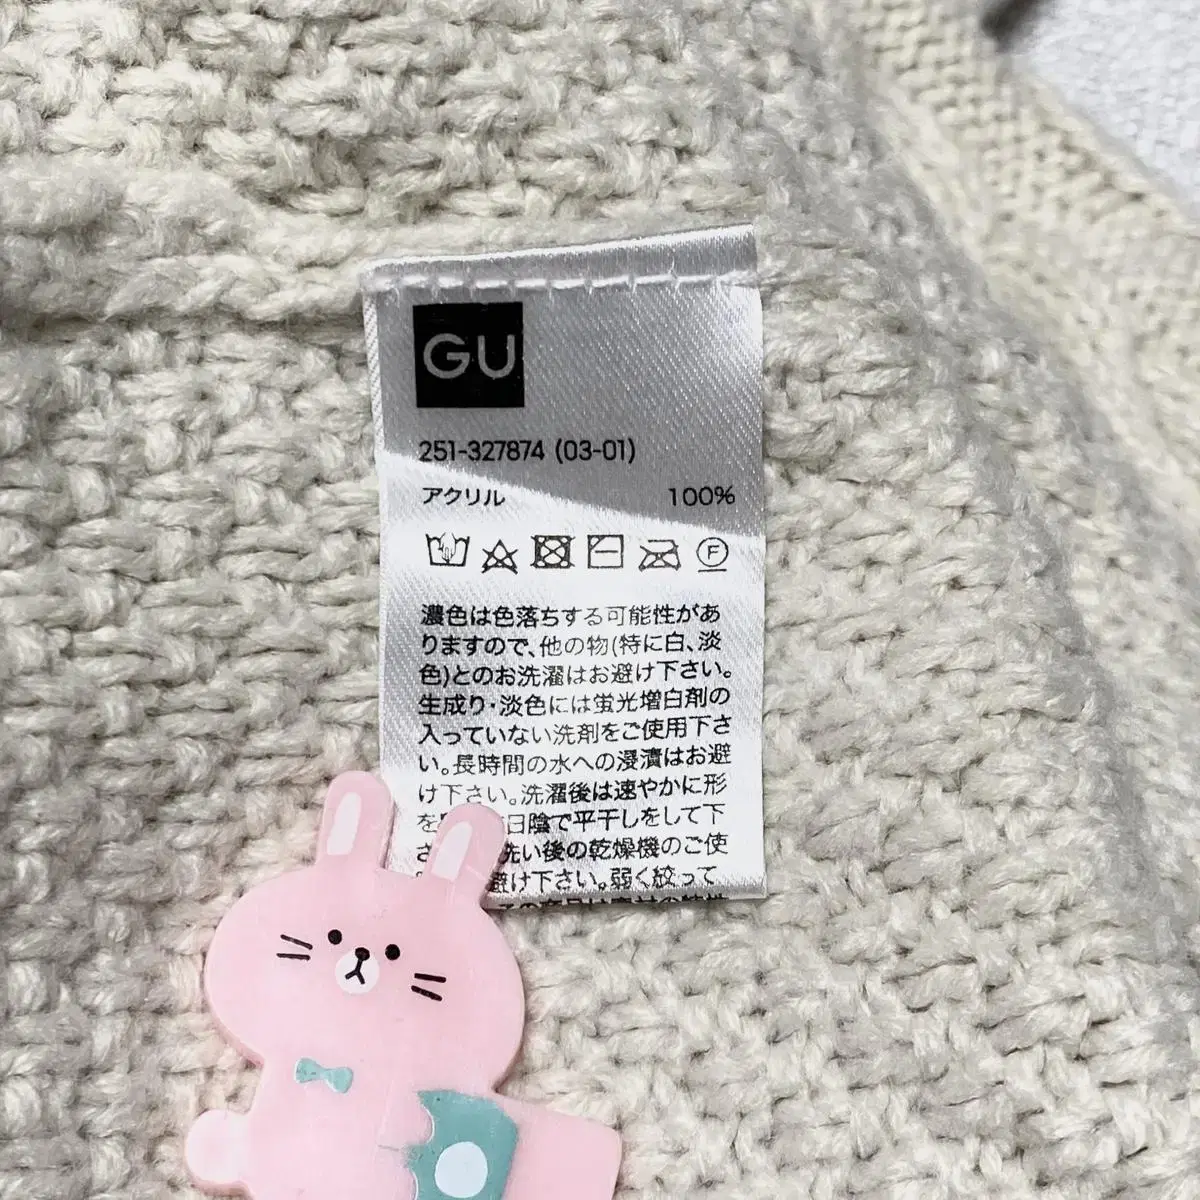 GU
251-327874 (03-01)
アクリル 100%
F
濃色は色落ちする可能性があ
りますので、他の物(特に白、淡
色)とのお洗濯はお避け下さい。
生成り・淡色には蛍光増白剤の
入っていない洗剤をご使用下さ
い。長時間の水への浸漬はお避
け下さい。洗濯後は速やかに形
を 日陰で平干しをして下
さ 洗い後の乾燥機のご使
避け下さい。弱く絞って